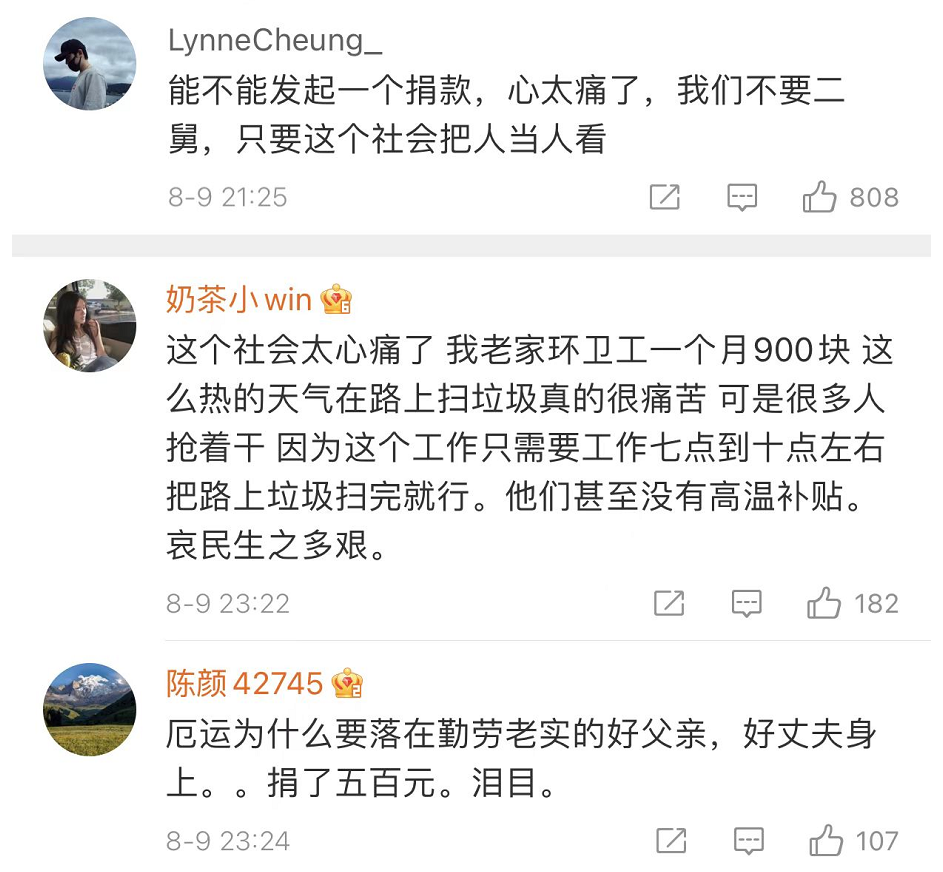 LynneCheung_
能不能发起一个捐款，心太痛了，我们不要二
舅，只要这个社会把人当人看
8-9 21:25
808
奶茶小win
这个社会太心痛了 我老家环卫工一个月900块 这
么热的天气在路上扫垃圾真的很痛苦 可是很多人
抢着干 因为这个工作只需要工作七点到十点左右
把路上垃圾扫完就行。他们甚至没有高温补贴。
哀民生之多艰。
8-9 23:22
182
陈颜42745
厄运为什么要落在勤劳老实的好父亲，好丈夫身
上。。捐了五百元。泪目。
8-9 23:24
107